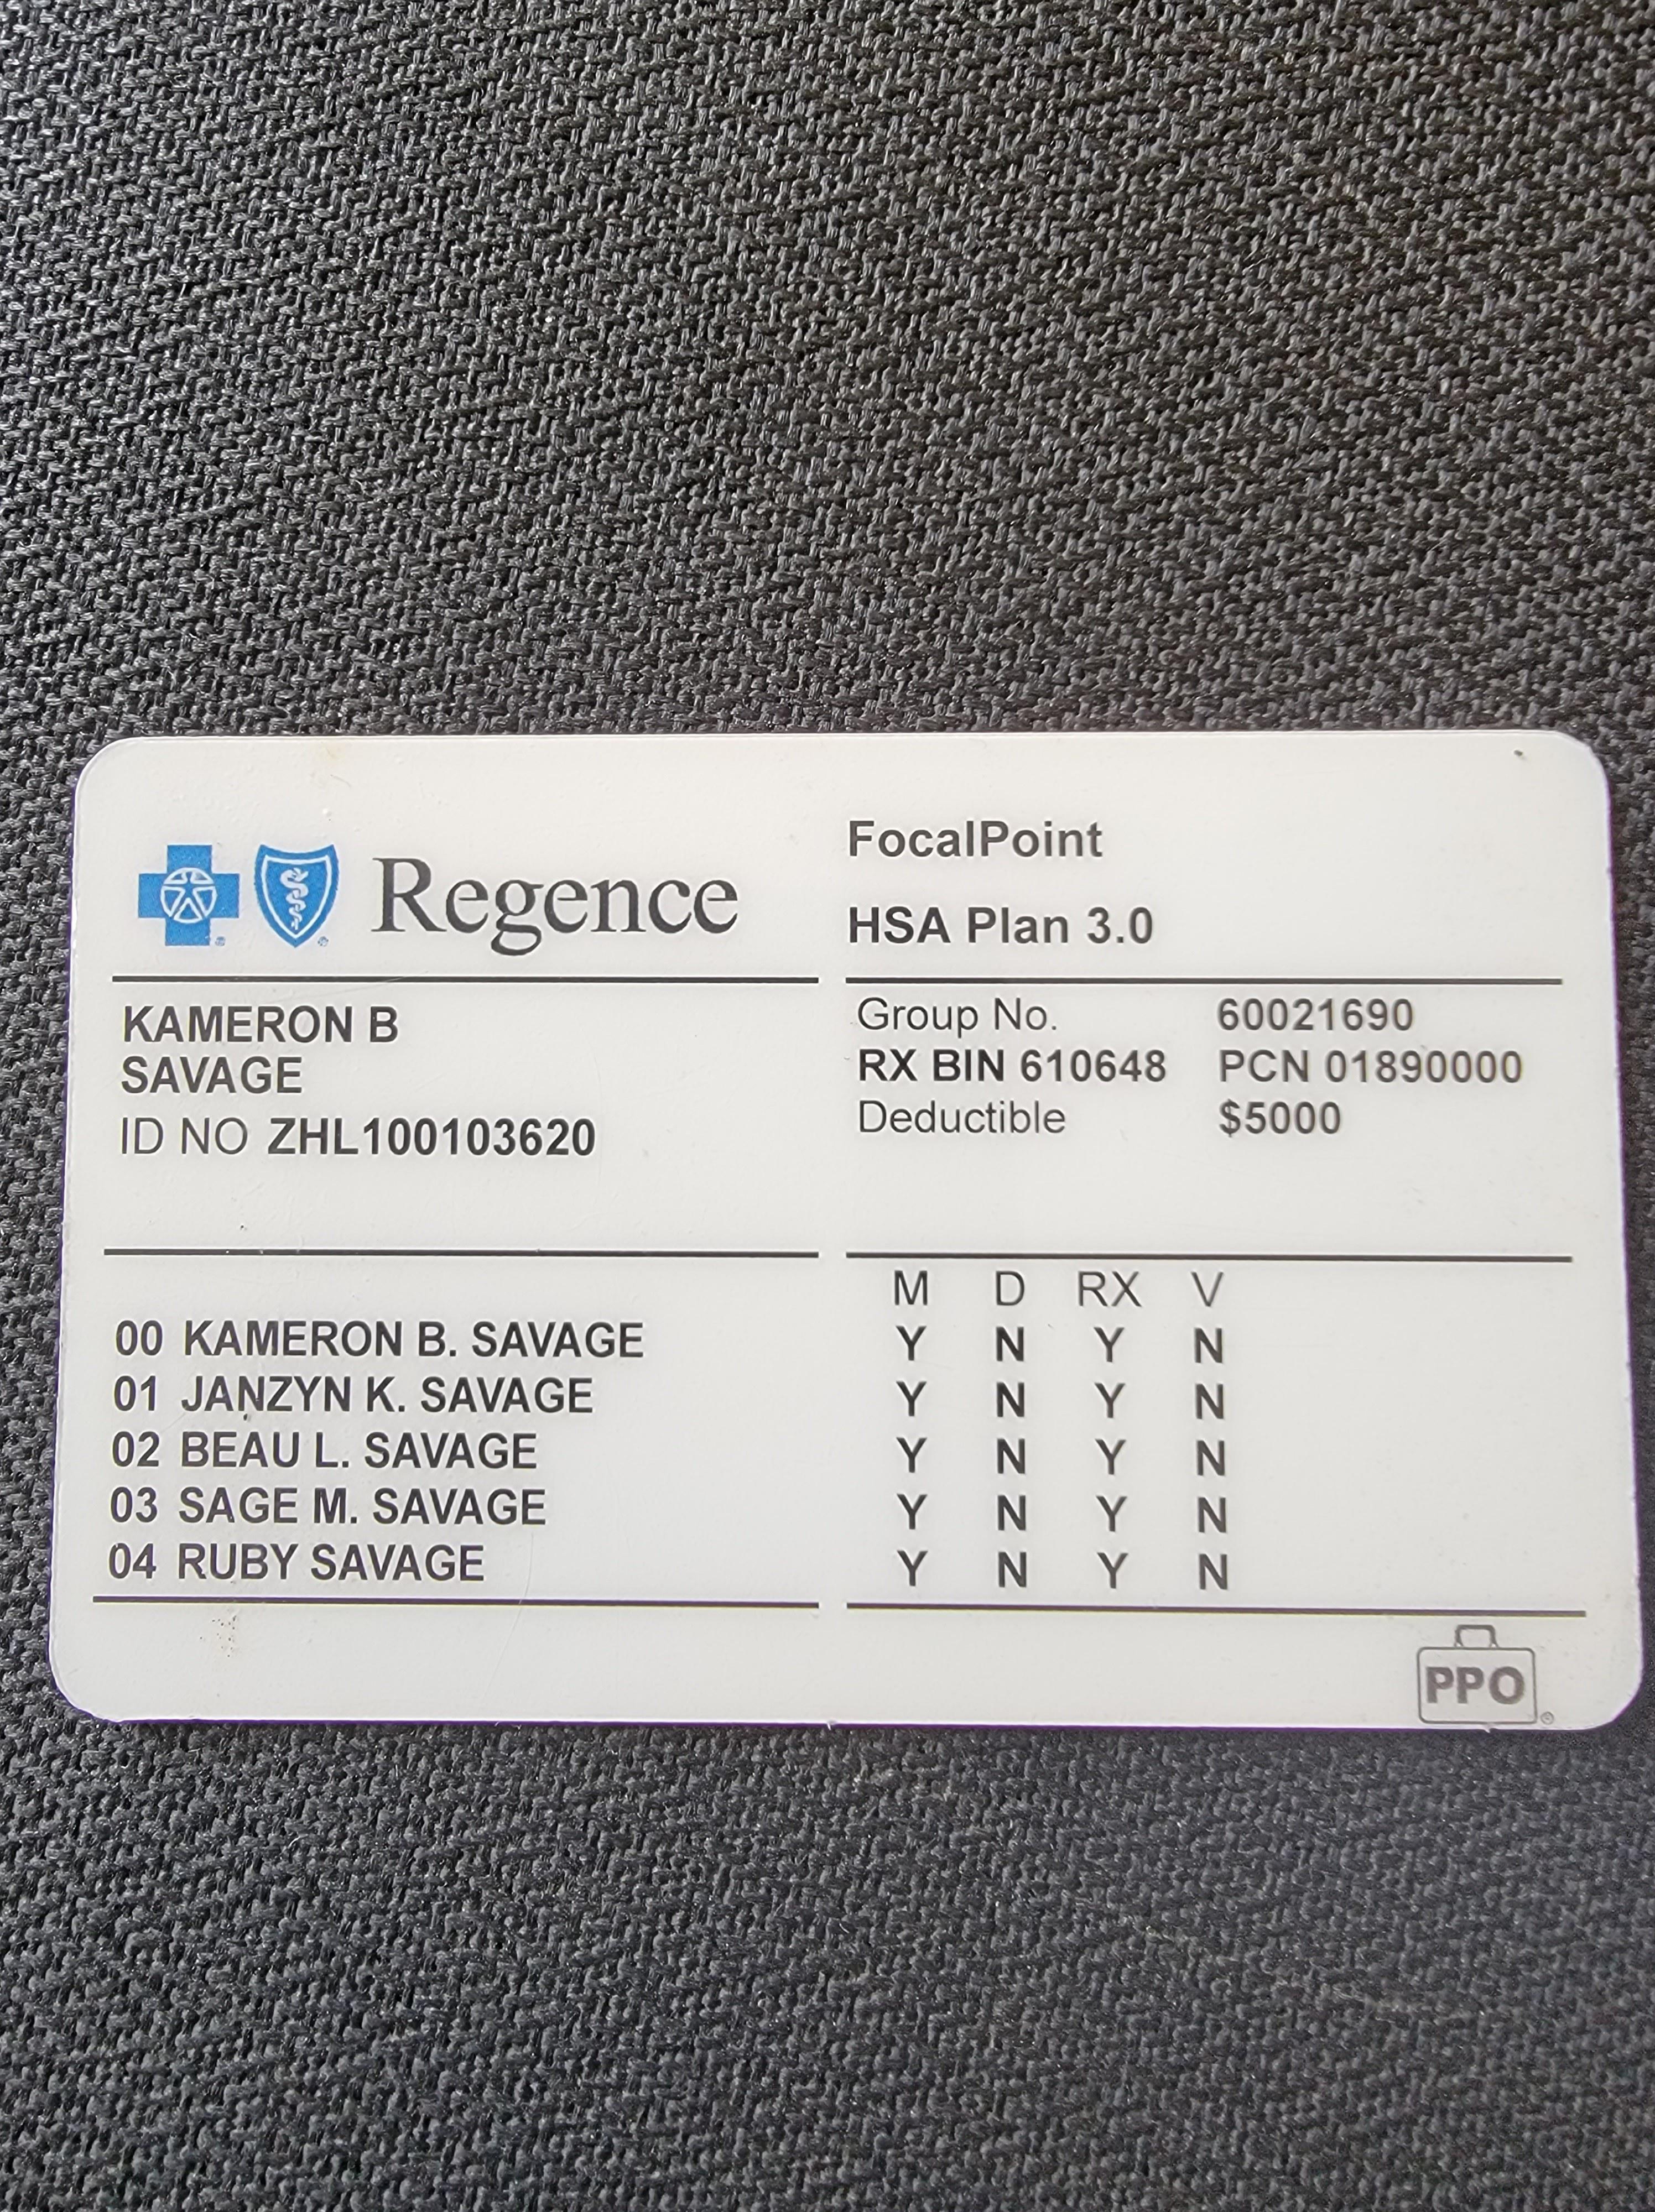 Regence
FocalPoint
HSA Plan 3.0
KAMERON B
SAVAGE
ID NO ZHL100103620
Group No. 60021690
RX BIN 610648 PCN 01890000
Deductible $5000
M D RX V
00 KAMERON B. SAVAGE Y N Y N
01 JANZYN K. SAVAGE Y N Y N
02 BEAU L. SAVAGE Y N Y N
03 SAGE M. SAVAGE Y N Y N
04 RUBY SAVAGE Y N Y N
PPO®